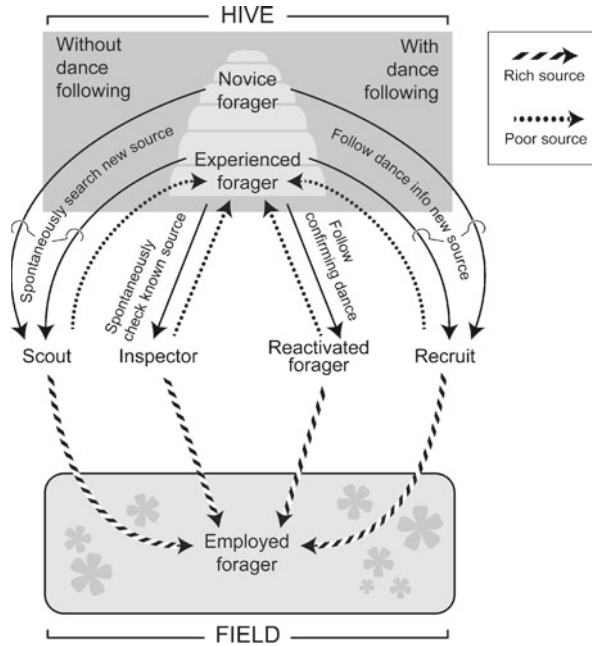 HIVE
Without
dance
following
With
dance
following
Novice
forager
Experienced
forager
Spontaneously search new source
Follow dance info new source
Spontaneously
check known source
Follow
confirming dance
Scout
Inspector
Reactivated
forager
Recruit
Employed
forager
FIELD
Rich source
Poor source